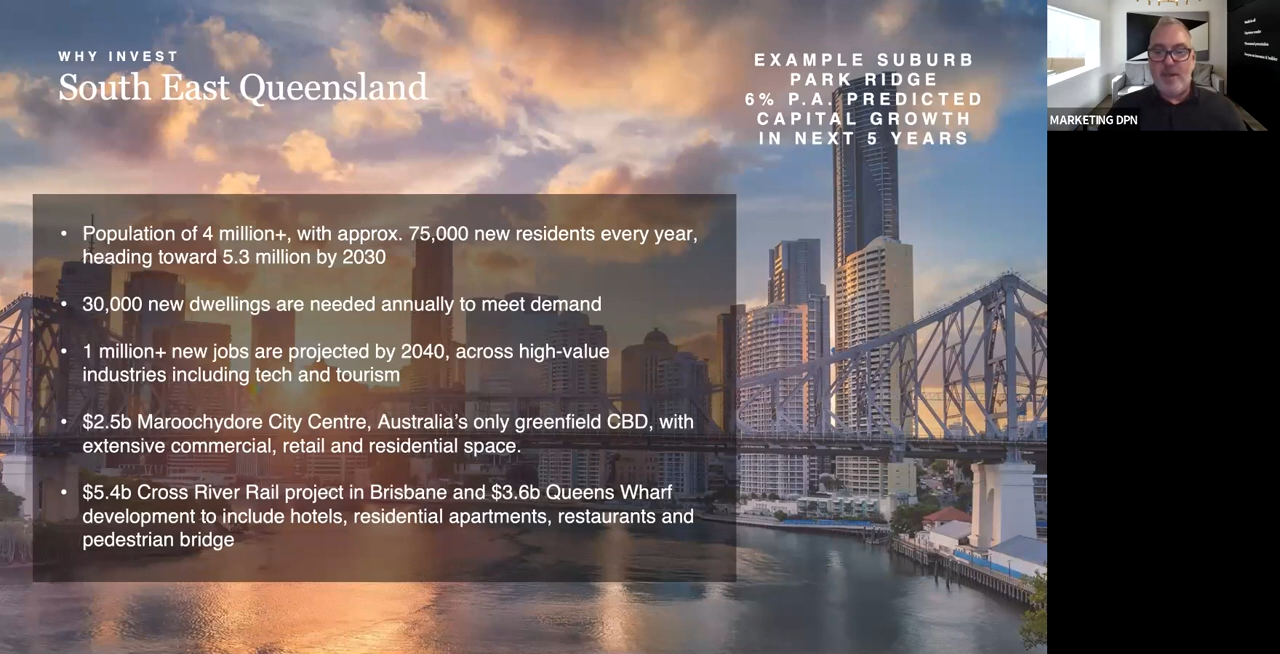 WHY INVEST
South East Queensland
EXAMPLE SUBURB
PARK RIDGE
6% P.A. PREDICTED
CAPITAL GROWTH
IN NEXT 5 YEARS
• Population of 4 million+, with approx. 75,000 new residents every year,
heading toward 5.3 million by 2030
• 30,000 new dwellings are needed annually to meet demand
• 1 million+ new jobs are projected by 2040, across high-value
industries including tech and tourism
• $2.5b Maroochydore City Centre, Australia’s only greenfield CBD, with
extensive commercial, retail and residential space.
• $5.4b Cross River Rail project in Brisbane and $3.6b Queens Wharf
development to include hotels, residential apartments, restaurants and
pedestrian bridge
MARKETING DPN